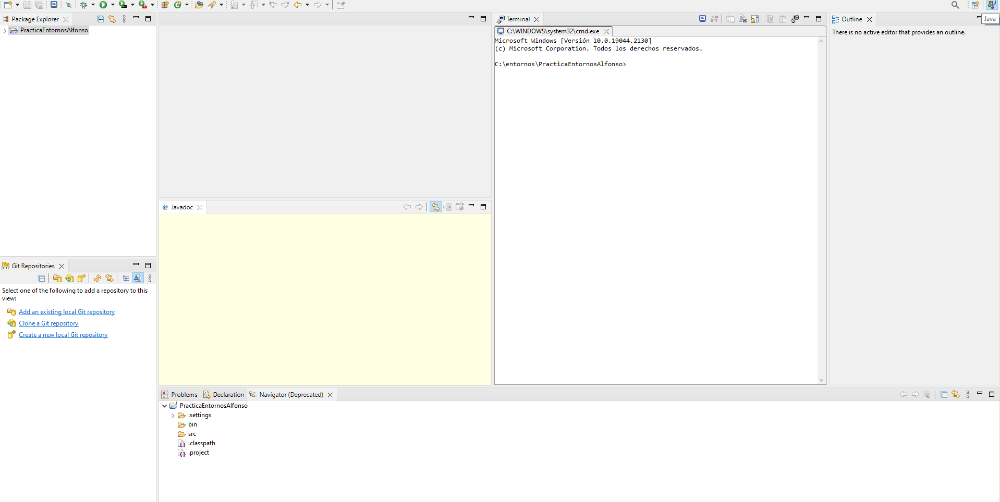 Package Explorer
PracticaEntornosAlfonso
Terminal
C:\WINDOWS\system32\cmd.exe
Microsoft Windows [Versión 10.0.19044.2130]
(c) Microsoft Corporation. Todos los derechos reservados.
C:\entornos\PracticaEntornosAlfonso>
Outline
Java
There is no active editor that provides an outline.
@ Javadoc
Git Repositories
Select one of the following to add a repository to this
view:
Add an existing local Git repository
Clone a Git repository
Create a new local Git repository
Problems
Declaration
Navigator (Deprecated)
PracticaEntornosAlfonso
.settings
bin
src
.classpath
.project